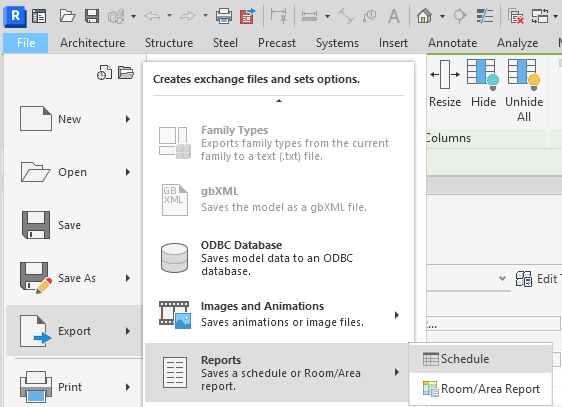 R
File Architecture Structure Steel Precast Systems Insert Annotate Analyze
Creates exchange files and sets options.
New
Open
Save
Save As
Export
Print
Family Types
Exports family types from the current
family to a text (.txt) file.
GB
XML
gbXML
Saves the model as a gbXML file.
ODBC Database
Saves model data to an ODBC
database.
Images and Animations
Saves animations or image files.
Reports
Saves a schedule or Room/Area
report.
Resize Hide Unhide
All
Columns
Edit T
...
Schedule
Room/Area Report